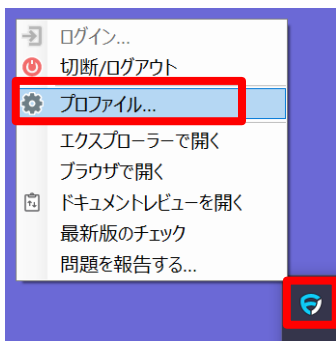 ログイン...
切断/ログアウト
プロファイル...
エクスプローラーで開く
ブラウザで開く
ドキュメントレビューを開く
最新版のチェック
問題を報告する...